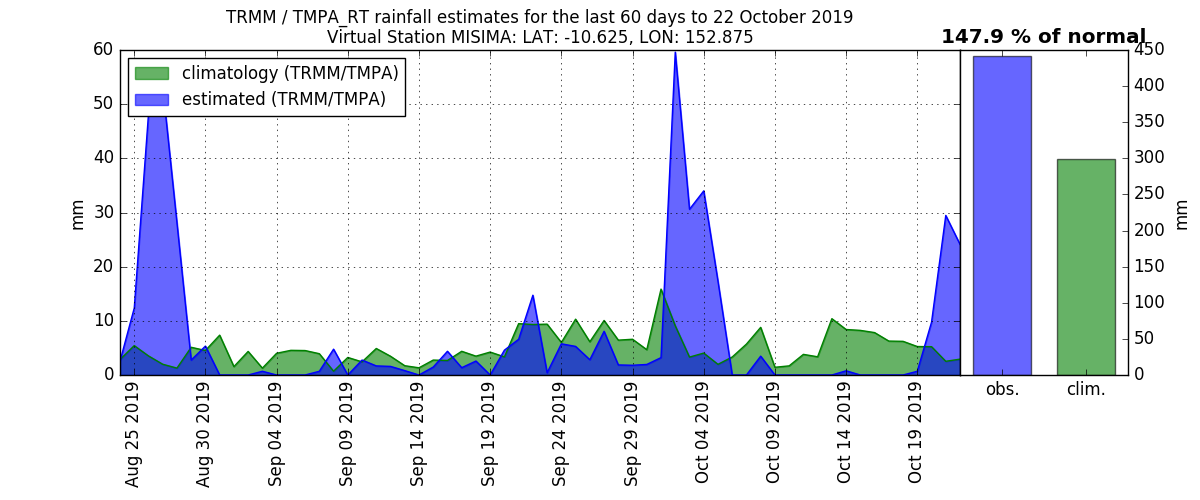 TRMM / TMPA_RT rainfall estimates for the last 60 days to 22 October 2019
Virtual Station MISIMA: LAT: -10.625, LON: 152.875
147.9 % of normal
climatology (TRMM/TMPA)
estimated (TRMM/TMPA)
60
50
40
30
20
10
0
mm
Aug 25 2019
Aug 30 2019
Sep 04 2019
Sep 09 2019
Sep 14 2019
Sep 19 2019
Sep 24 2019
Sep 29 2019
Oct 04 2019
Oct 09 2019
Oct 14 2019
Oct 19 2019
obs.
clim.
450
400
350
300
250
200
150
100
50
0
mm